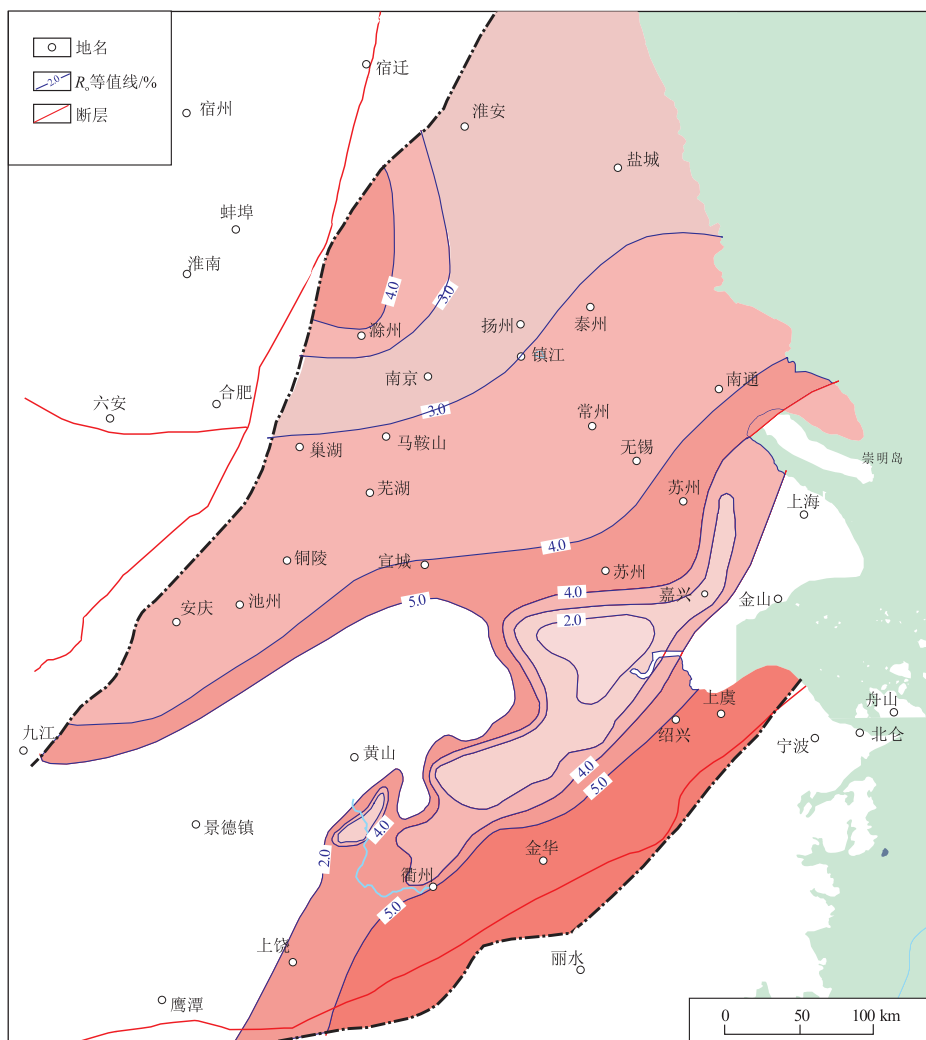 地名
2.0
Rₒ等值线/%
断层
宿迁
宿州
淮安
盐城
蚌埠
淮南
4.0
3.0
滁州
扬州
泰州
镇江
南京
南通
六安
合肥
3.0
常州
马鞍山
巢湖
无锡
崇明岛
芜湖
苏州
上海
4.0
铜陵
宣城
苏州
4.0
嘉兴
金山
池州
安庆
5.0
2.0
上虞
舟山
九江
绍兴
宁波
北仑
黄山
4.0
5.0
景德镇
4.0
2.0
金华
衢州
5.0
上饶
丽水
鹰潭
0
50
100 km